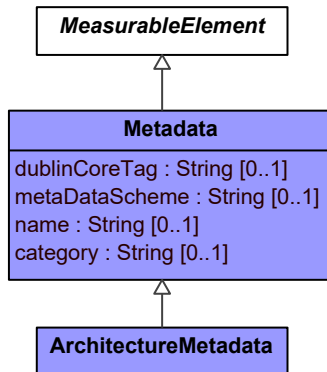 MeasurableElement
Metadata
dublinCoreTag : String [0..1]
metaDataScheme : String [0..1]
name : String [0..1]
category : String [0..1]
ArchitectureMetadata